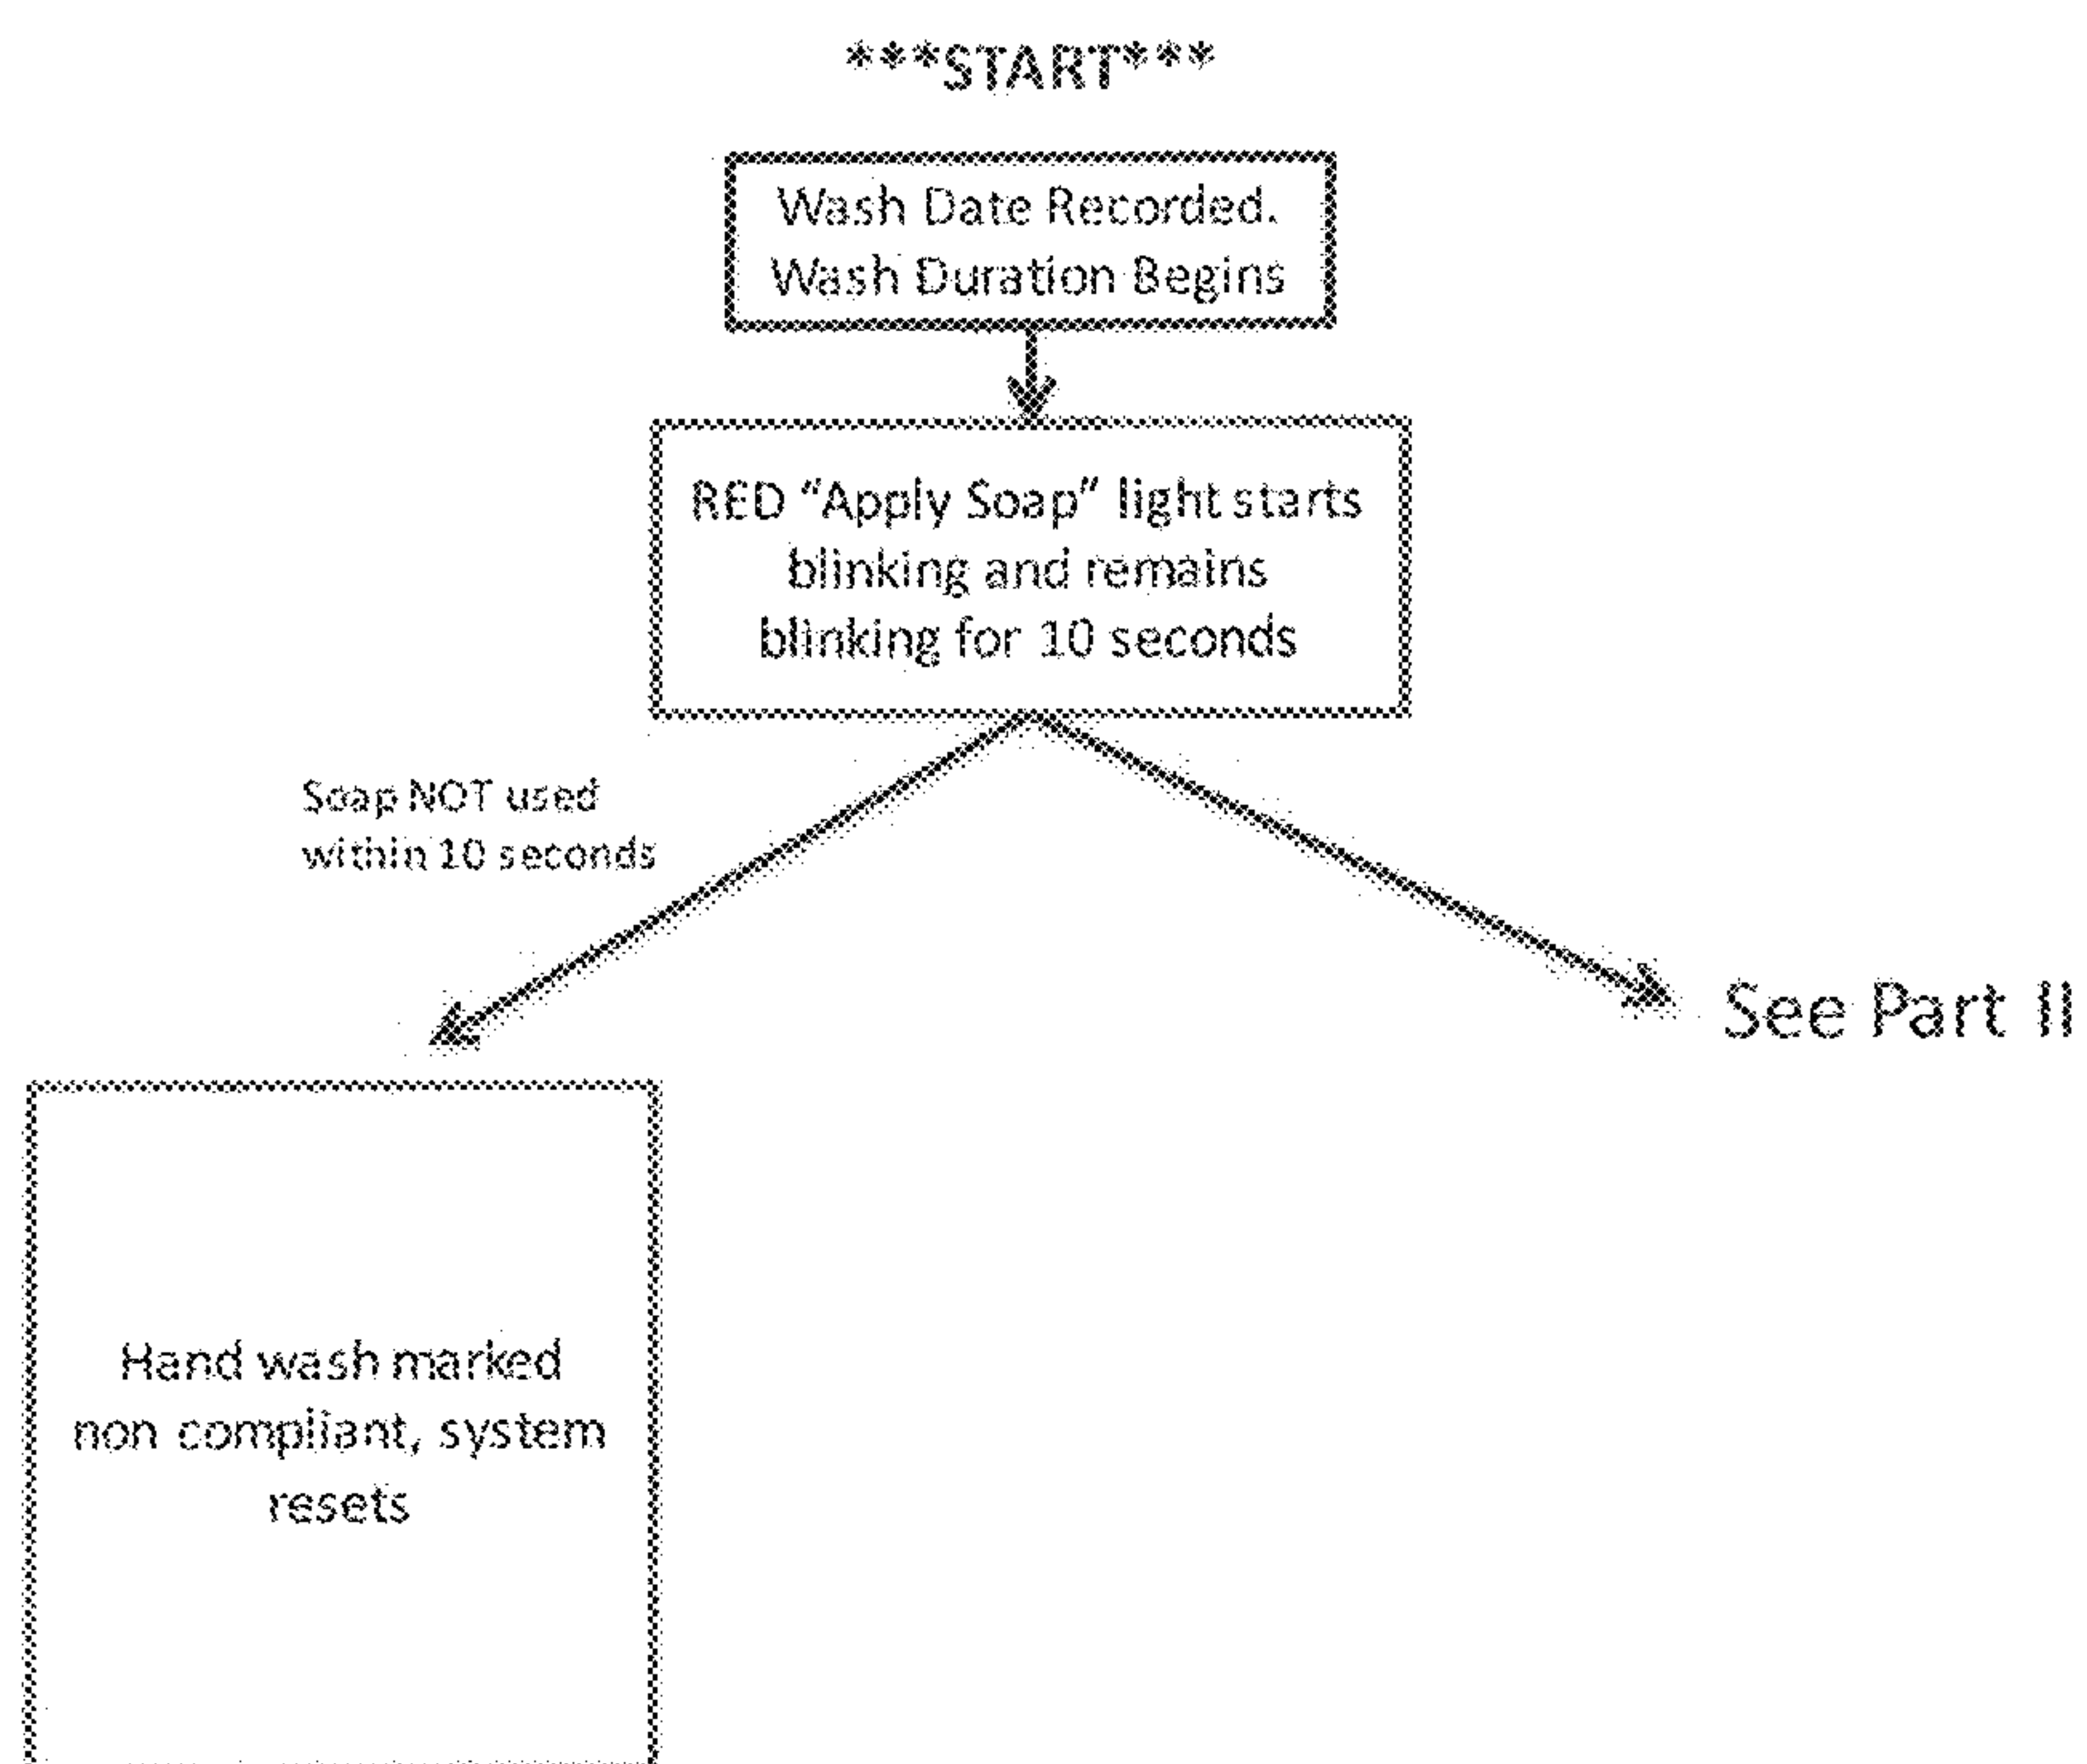 ***START***
Wash Date Recorded.
Wash Duration Begins
RED “Apply Soap” light starts
blinking and remains
blinking for 10 seconds
Soap NOT used
within 10 seconds
See Part II
Hand wash marked
non compliant, system
resets